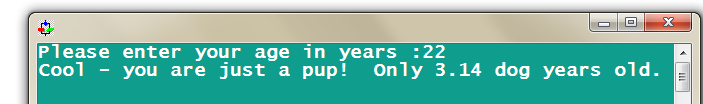 Please enter your age in years :22
Cool - you are just a pup!  Only 3.14 dog years old.